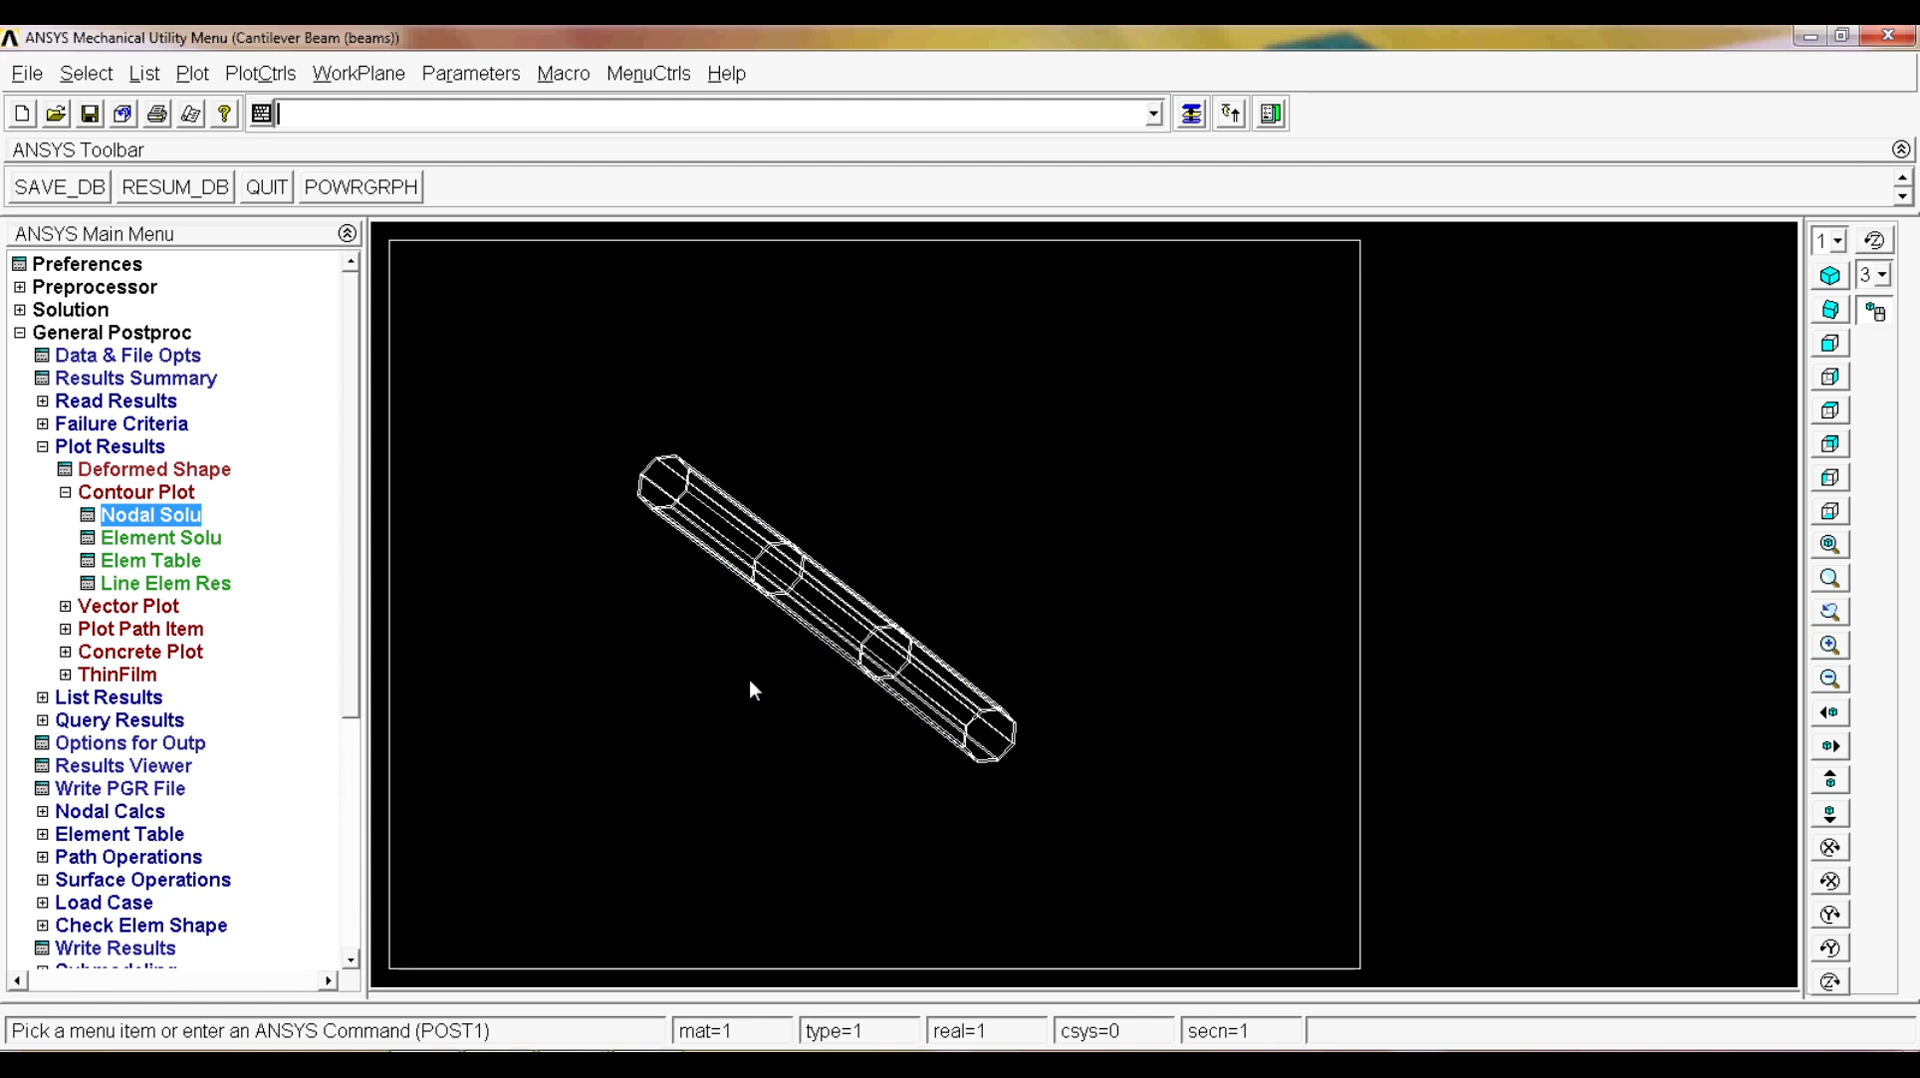 ANSYS Mechanical Utility Menu (Cantilever Beam (beams))
File Select List Plot PlotCtrls WorkPlane Parameters Macro MenuCtrls Help
ANSYS Toolbar
SAVE_DB RESUM_DB QUIT POWRGRPH
ANSYS Main Menu
Preferences
Preprocessor
Solution
General Postproc
Data & File Opts
Results Summary
Read Results
Failure Criteria
Plot Results
Deformed Shape
Contour Plot
Nodal Solu
Element Solu
Elem Table
Line Elem Res
Vector Plot
Plot Path Item
Concrete Plot
ThinFilm
List Results
Query Results
Options for Outp
Results Viewer
Write PGR File
Nodal Calcs
Element Table
Path Operations
Surface Operations
Load Case
Check Elem Shape
Write Results
1
3
Pick a menu item or enter an ANSYS Command (POST1) mat=1 type=1 real=1 csys=0 secn=1